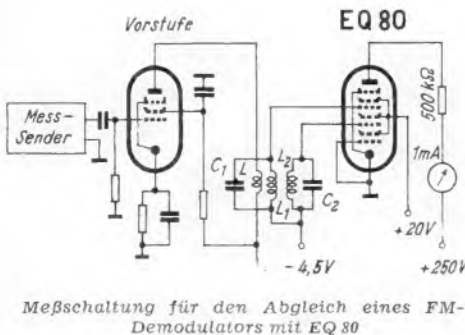 Vorstufe
EQ 80
Mess-
Sender
500 kΩ
1mA
C1
L
L2
L1
C2
+20V
-4,5V
+250V
Meßschaltung für den Abgleich eines FM-
Demodulators mit EQ 80